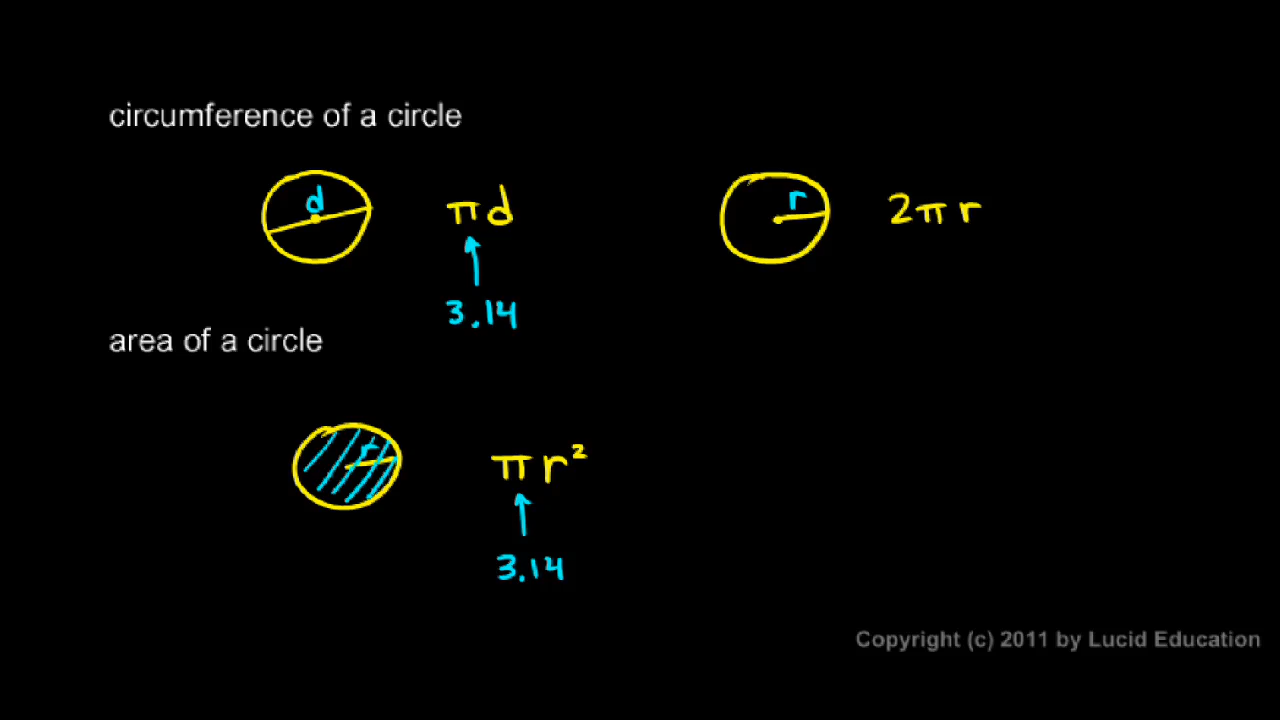 circumference of a circle
d
πd
r
2πr
3.14
area of a circle
r
πr²
3.14
Copyright (c) 2011 by Lucid Education